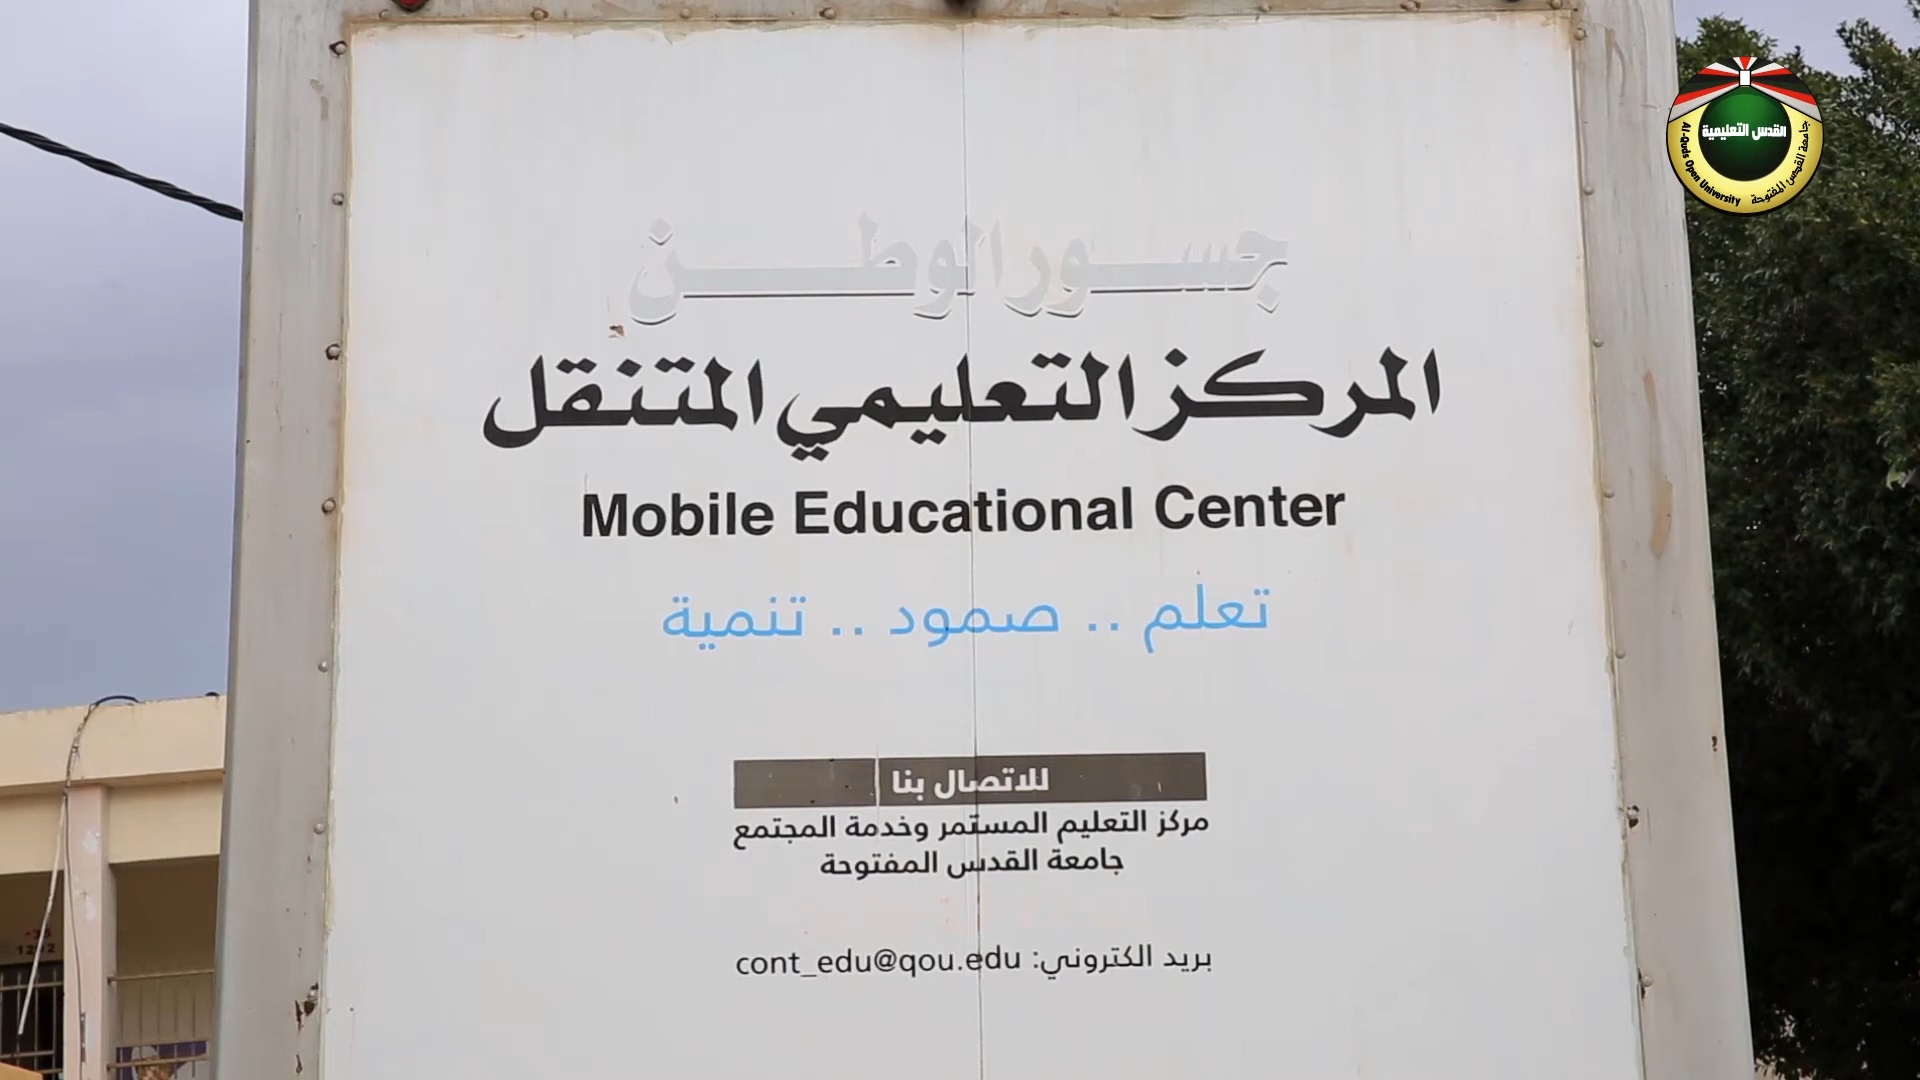 جسور الوطن
المركز التعليمي المتنقل
Mobile Educational Center
تعلم .. صمود .. تنمية
للاتصال بنا
مركز التعليم المستمر وخدمة المجتمع
جامعة القدس المفتوحة
بريد الكتروني: cont_edu@qou.edu
القدس التعليمية
Al-Quds Open University
جامعة القدس المفتوحة